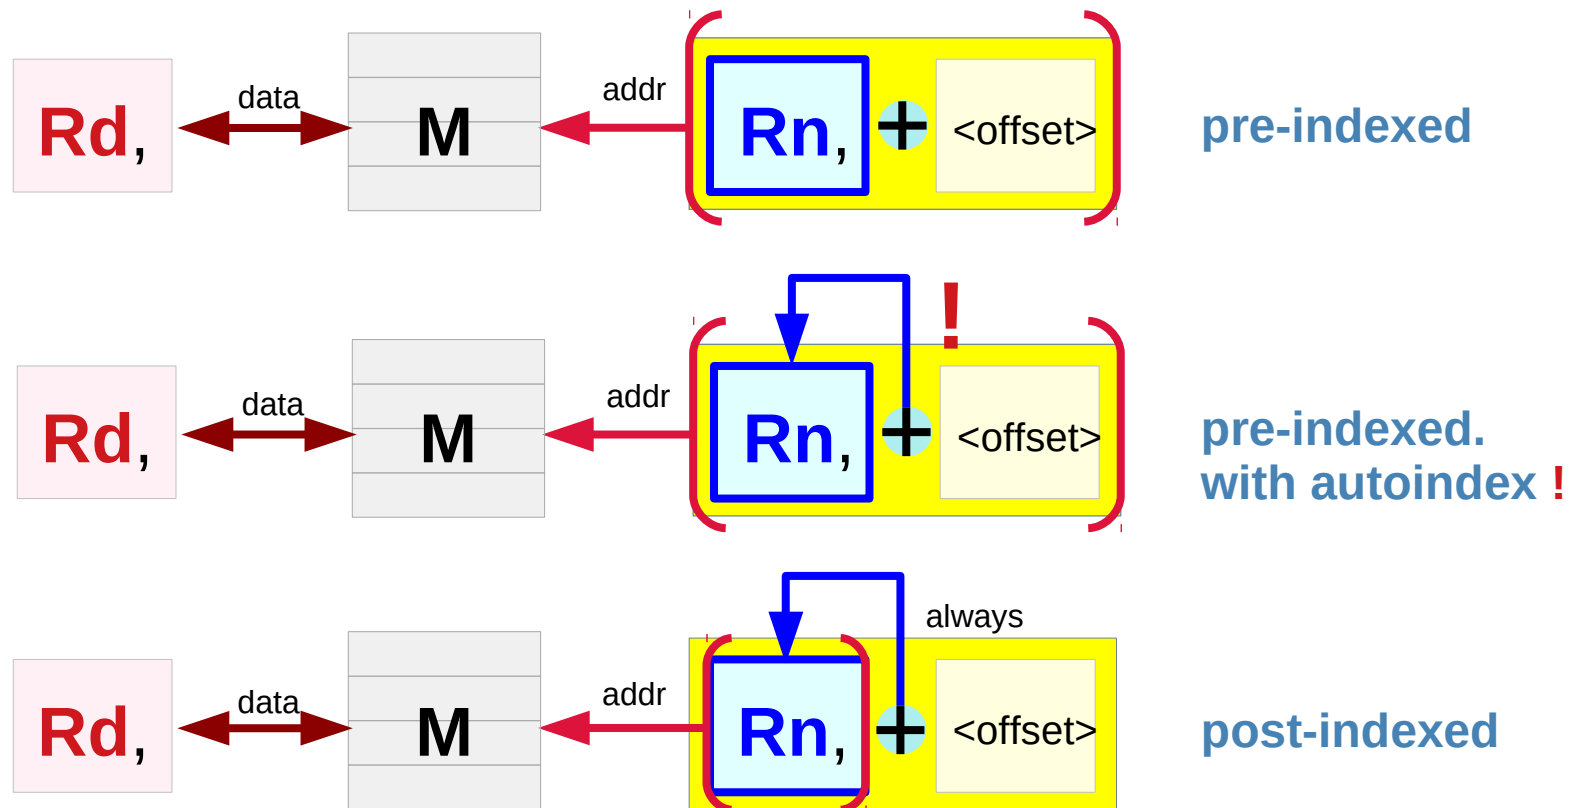 Rd, data M addr Rn, + <offset> pre-indexed
!
Rd, data M addr Rn, + <offset> pre-indexed.
with autoindex !
always
Rd, data M addr Rn, + <offset> post-indexed